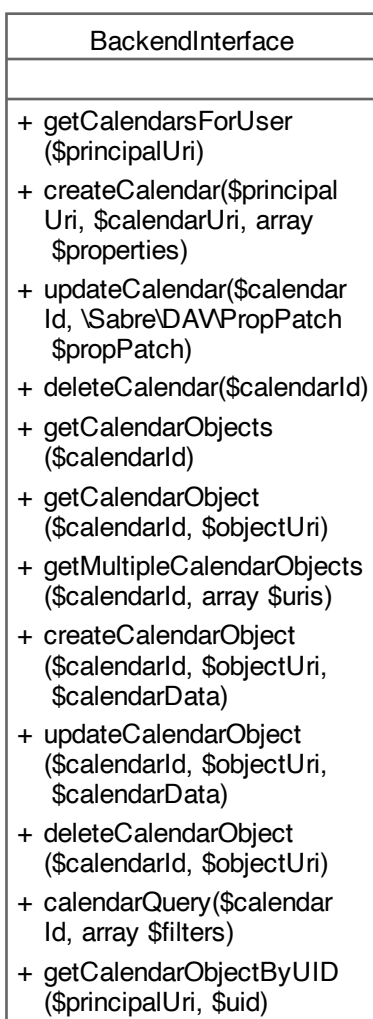 BackendInterface
+ getCalendarsForUser
($principalUri)
+ createCalendar($principal
Uri, $calendarUri, array
$properties)
+ updateCalendar($calendar
Id, \Sabre\DAV\PropPatch
$propPatch)
+ deleteCalendar($calendarId)
+ getCalendarObjects
($calendarId)
+ getCalendarObject
($calendarId, $objectUri)
+ getMultipleCalendarObjects
($calendarId, array $uris)
+ createCalendarObject
($calendarId, $objectUri,
$calendarData)
+ updateCalendarObject
($calendarId, $objectUri,
$calendarData)
+ deleteCalendarObject
($calendarId, $objectUri)
+ calendarQuery($calendar
Id, array $filters)
+ getCalendarObjectByUID
($principalUri, $uid)